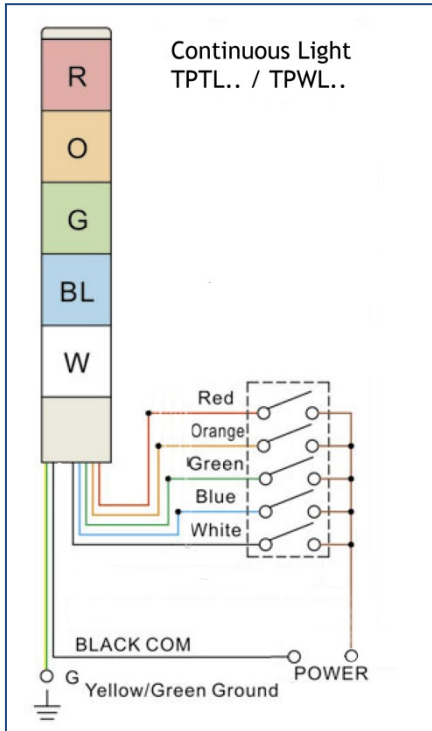 Continuous Light
TPTL.. / TPWL..
R
O
G
BL
W
Red
Orange
Green
Blue
White
BLACK COM
POWER
G
Yellow/Green Ground